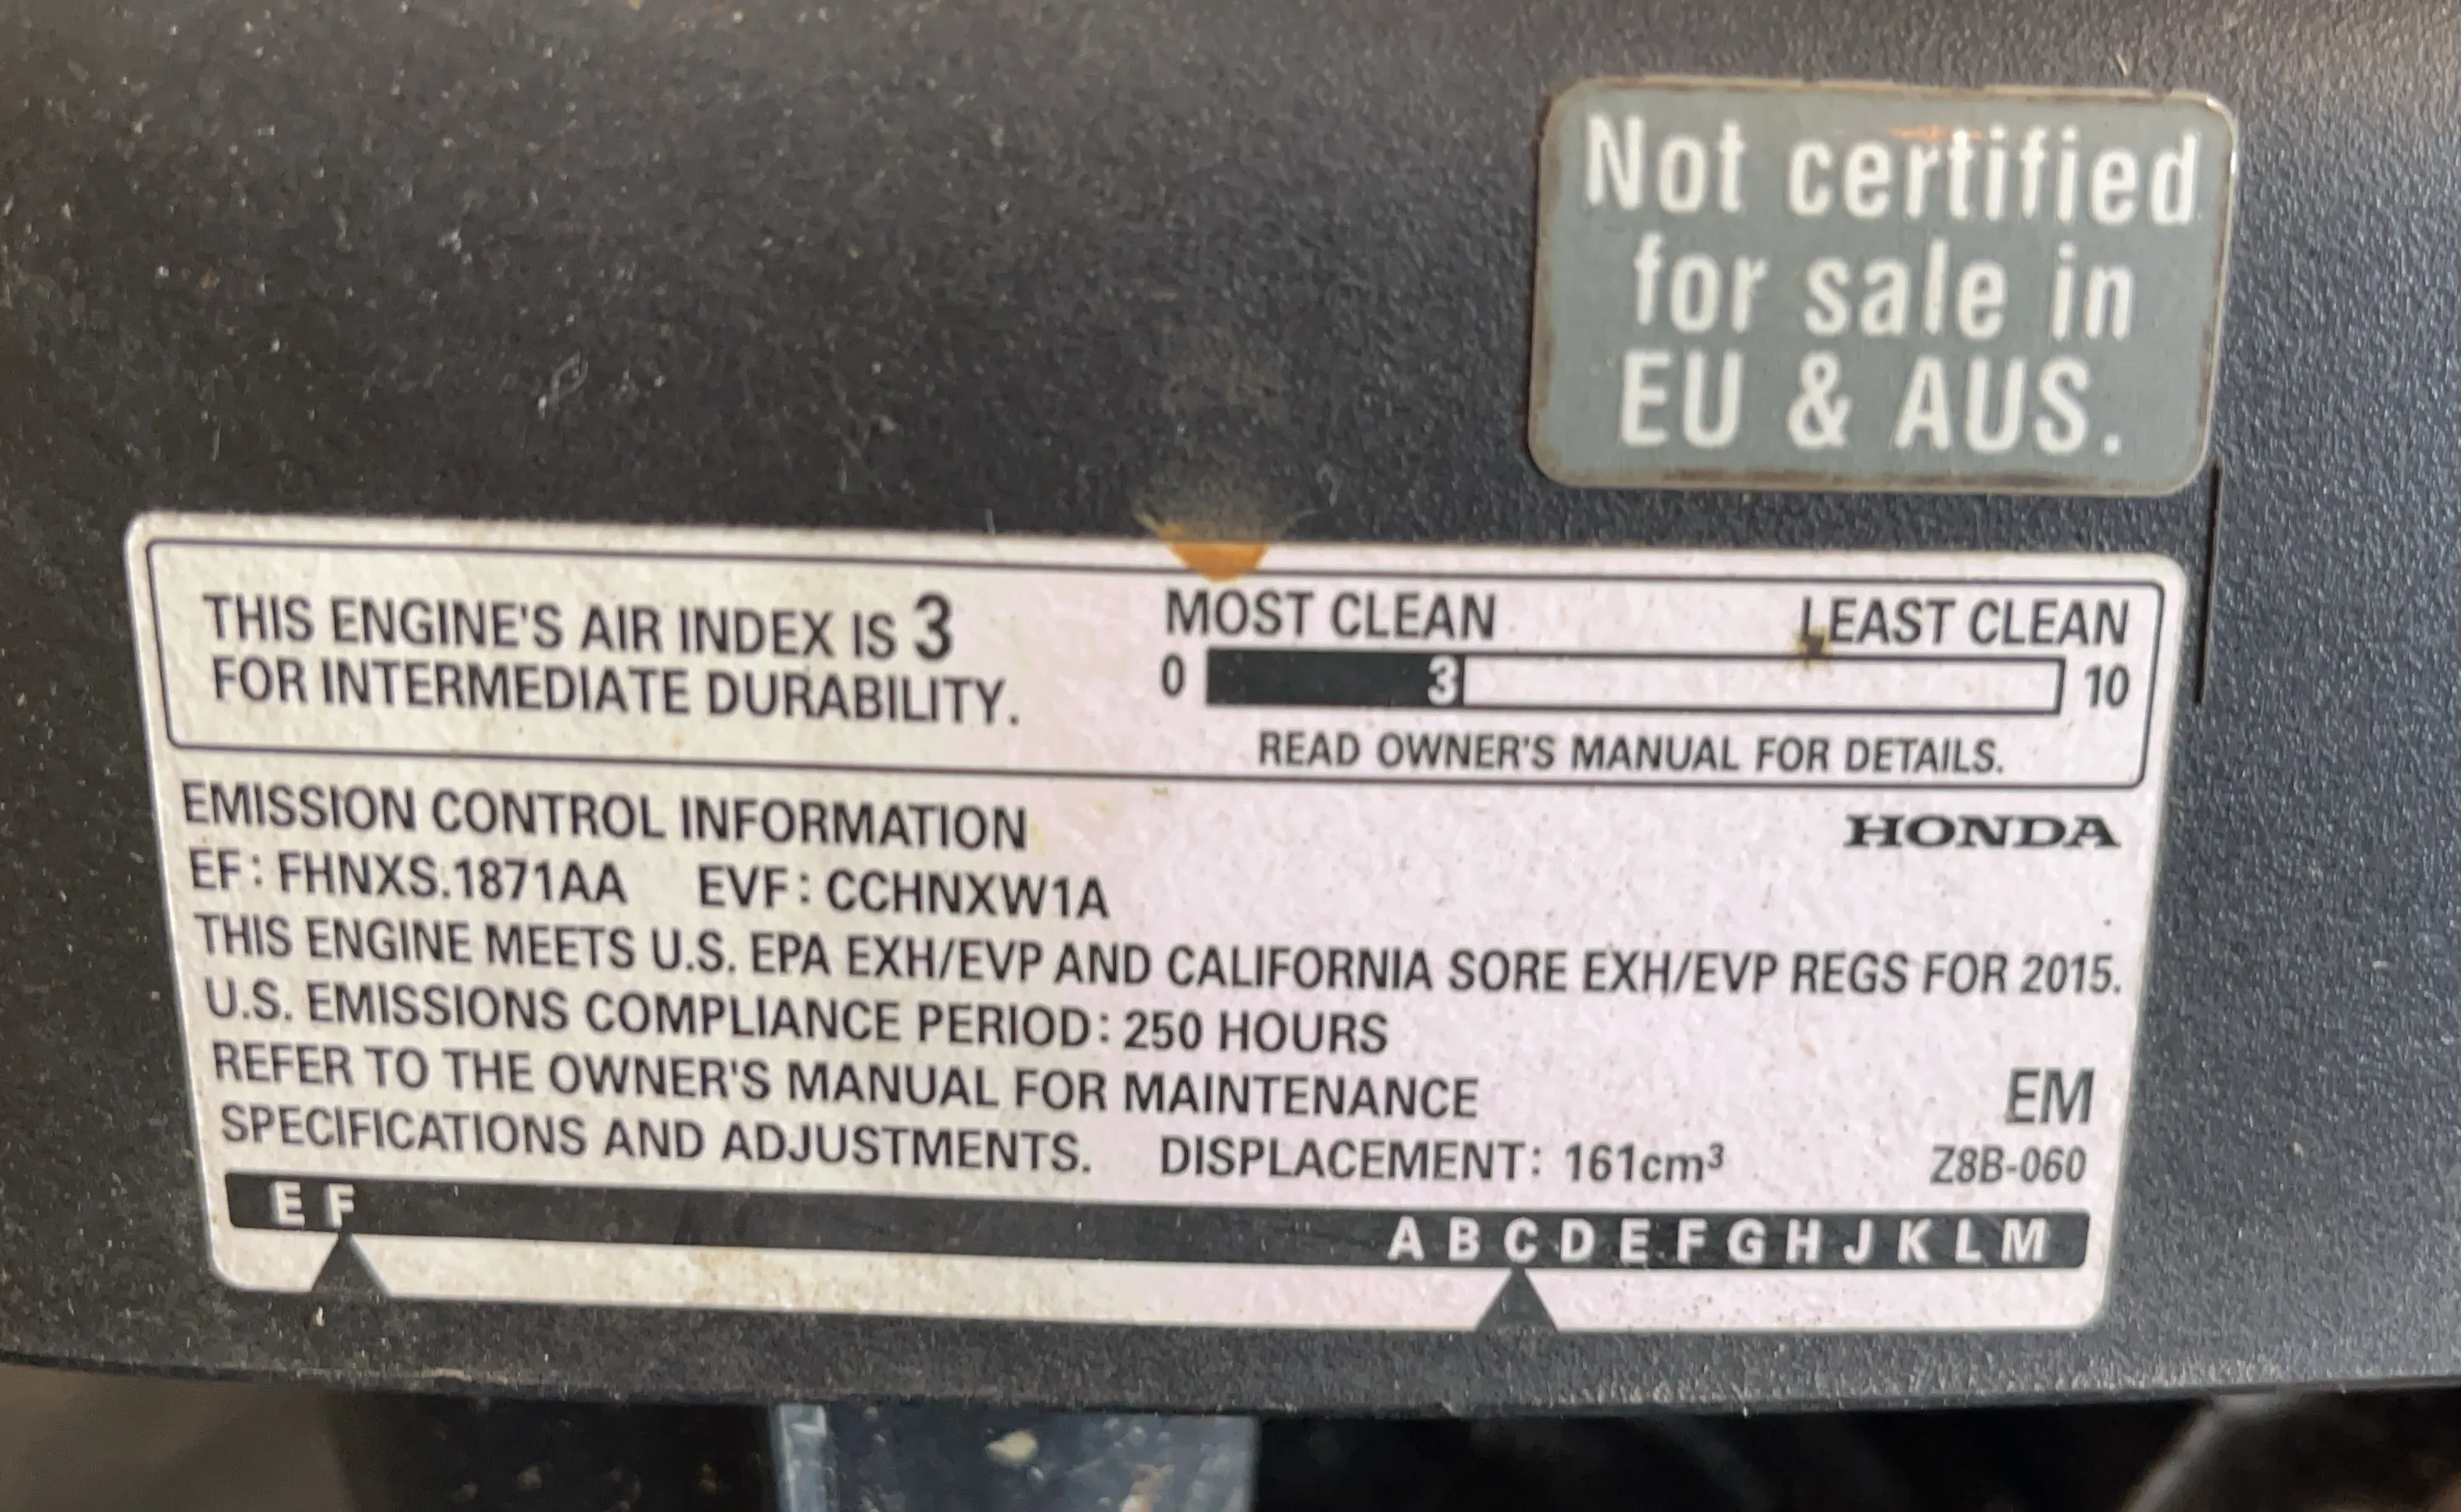 Not certified
for sale in
EU & AUS.
THIS ENGINE'S AIR INDEX IS 3
FOR INTERMEDIATE DURABILITY.
MOST CLEAN LEAST CLEAN
0 3 10
READ OWNER'S MANUAL FOR DETAILS.
EMISSION CONTROL INFORMATION
HONDA
EF: FHNXS.1871AA EVF: CCHNXW1A
THIS ENGINE MEETS U.S. EPA EXH/EVP AND CALIFORNIA SORE EXH/EVP REGS FOR 2015.
U.S. EMISSIONS COMPLIANCE PERIOD: 250 HOURS
REFER TO THE OWNER'S MANUAL FOR MAINTENANCE
EM
SPECIFICATIONS AND ADJUSTMENTS. DISPLACEMENT: 161cm³ Z8B-060
E F A B C D E F G H J K L M